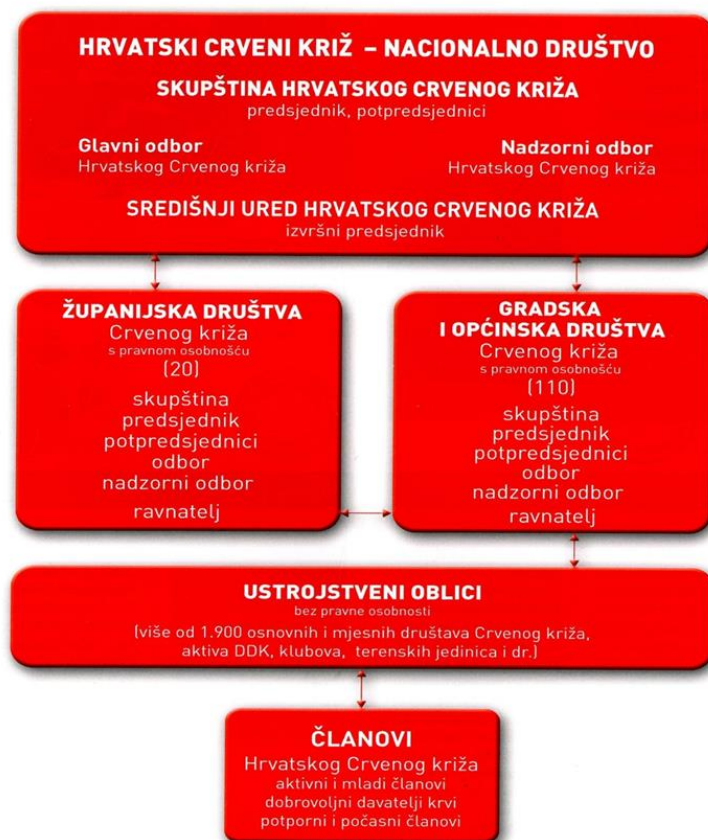 HRVATSKI CRVENI KRIŽ – NACIONALNO DRUŠTVO
SKUPŠTINA HRVATSKOG CRVENOG KRIŽA
predsjednik, potpredsjednici
Glavni odbor
Hrvatskog Crvenog križa
Nadzorni odbor
Hrvatskog Crvenog križa
SREDIŠNJI URED HRVATSKOG CRVENOG KRIŽA
izvršni predsjednik
ŽUPANIJSKA DRUŠTVA
Crvenog križa
s pravnom osobnošću
(20)
skupština
predsjednik
potpredsjednici
odbor
nadzorni odbor
ravnatelj
GRADSKA
I OPĆINSKA DRUŠTVA
Crvenog križa
s pravnom osobnošću
(110)
skupština
predsjednik
potpredsjednici
odbor
nadzorni odbor
ravnatelj
USTROJSTVENI OBLICI
bez pravne osobnosti
(više od 1.900 osnovnih i mjesnih društava Crvenog križa,
aktiva DDK, klubova, terenskih jedinica i dr.)
ČLANOVI
Hrvatskog Crvenog križa
aktivni i mladi članovi
dobrovoljni davatelji krvi
potporni i počasni članovi